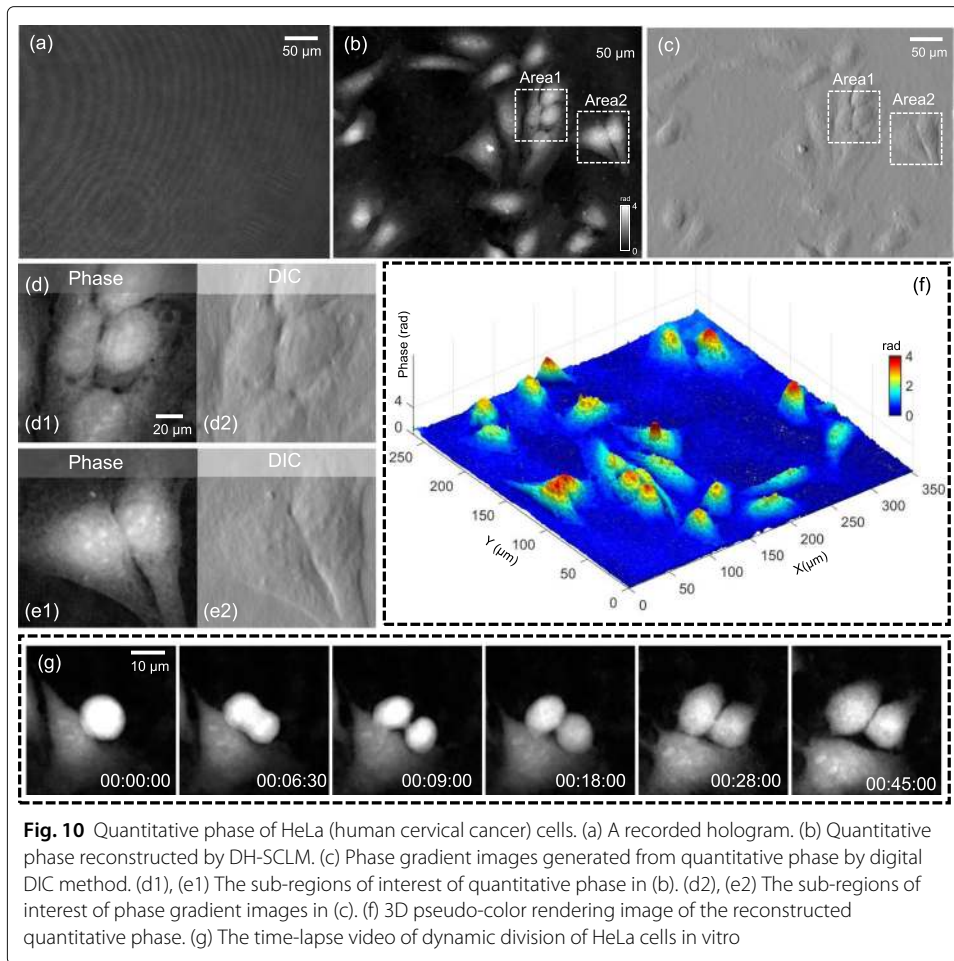 (a)
50 μm
(b)
50 μm
Area1
Area2
rad
4
0
(c)
50 μm
Area1
Area2
(d)
Phase
DIC
(d1)
20 μm
(d2)
Phase
DIC
(e1)
(e2)
(f)
Phase (rad)
4
0
rad
4
2
0
250
200
150
100
50
0
Y (μm)
0
50
100
150
200
250
300
350
X(μm)
(g)
10 μm
00:00:00
00:06:30
00:09:00
00:18:00
00:28:00
00:45:00
Fig. 10 Quantitative phase of HeLa (human cervical cancer) cells. (a) A recorded hologram. (b) Quantitative
phase reconstructed by DH-SCLM. (c) Phase gradient images generated from quantitative phase by digital
DIC method. (d1), (e1) The sub-regions of interest of quantitative phase in (b). (d2), (e2) The sub-regions of
interest of phase gradient images in (c). (f) 3D pseudo-color rendering image of the reconstructed
quantitative phase. (g) The time-lapse video of dynamic division of HeLa cells in vitro